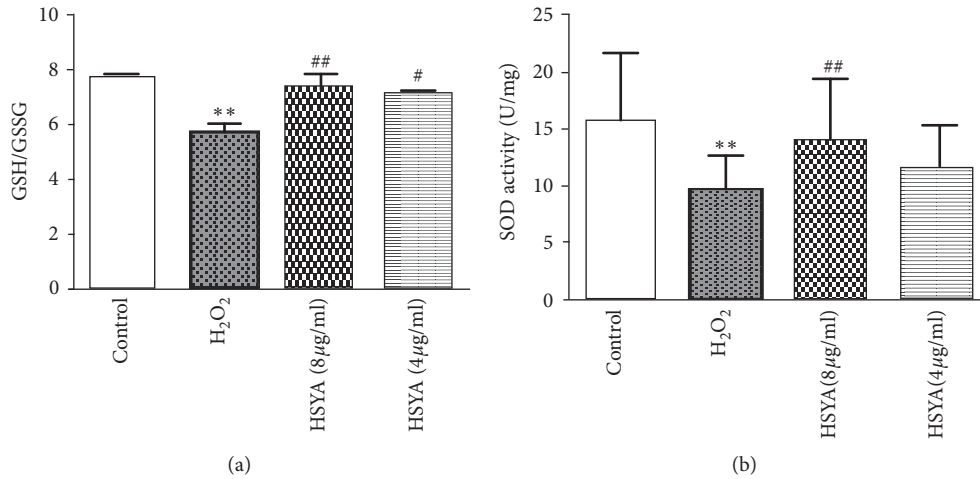 10
8
6
4
2
0
GSH/GSSG
**
##
#
Control
H₂O₂
HSYA (8µg/ml)
HSYA (4µg/ml)
(a)
25
20
15
10
5
0
SOD activity (U/mg)
**
##
Control
H₂O₂
HSYA(8µg/ml)
HSYA(4µg/ml)
(b)